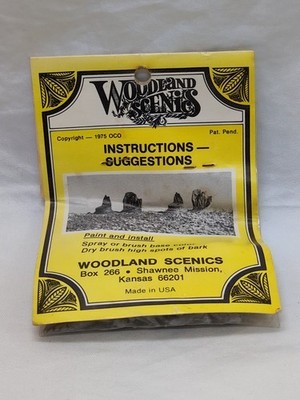 WOODLAND
SCENICS
Copyright — 1975 OCO
Pat. Pend.
INSTRUCTIONS —
SUGGESTIONS
Paint and install
Spray or brush base
Dry brush high spots of bark
WOODLAND SCENICS
Box 266 • Shawnee Mission,
Kansas 66201
Made in USA